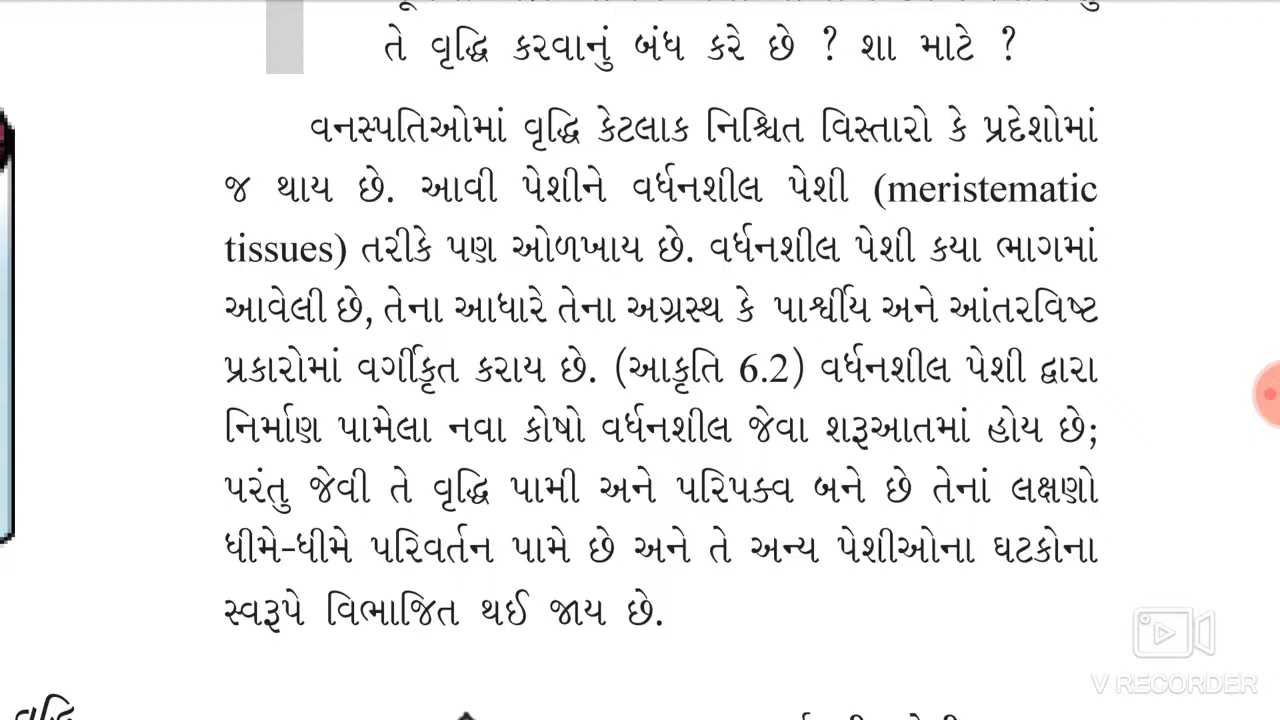 તે વૃદ્ધિ કરવાનું બંધ કરે છે ? શા માટે ?
વનસ્પતિઓમાં વૃદ્ધિ કેટલાક નિશ્ચિત વિસ્તારો કે પ્રદેશોમાં
જ થાય છે. આવી પેશીને વર્ધનશીલ પેશી (meristematic
tissues) તરીકે પણ ઓળખાય છે. વર્ધનશીલ પેશી કયા ભાગમાં
આવેલી છે, તેના આધારે તેના અગ્રસ્થ કે પાર્શ્વીય અને આંતરવિષ્ટ
પ્રકારોમાં વર્ગીકૃત કરાય છે. (આકૃતિ 6.2) વર્ધનશીલ પેશી દ્વારા
નિર્માણ પામેલા નવા કોષો વર્ધનશીલ જેવા શરૂઆતમાં હોય છે;
પરંતુ જેવી તે વૃદ્ધિ પામી અને પરિપક્વ બને છે તેનાં લક્ષણો
ધીમે-ધીમે પરિવર્તન પામે છે અને તે અન્ય પેશીઓના ઘટકોના
સ્વરૂપે વિભાજિત થઈ જાય છે.
V RECORDER
વૃદ્ધિ